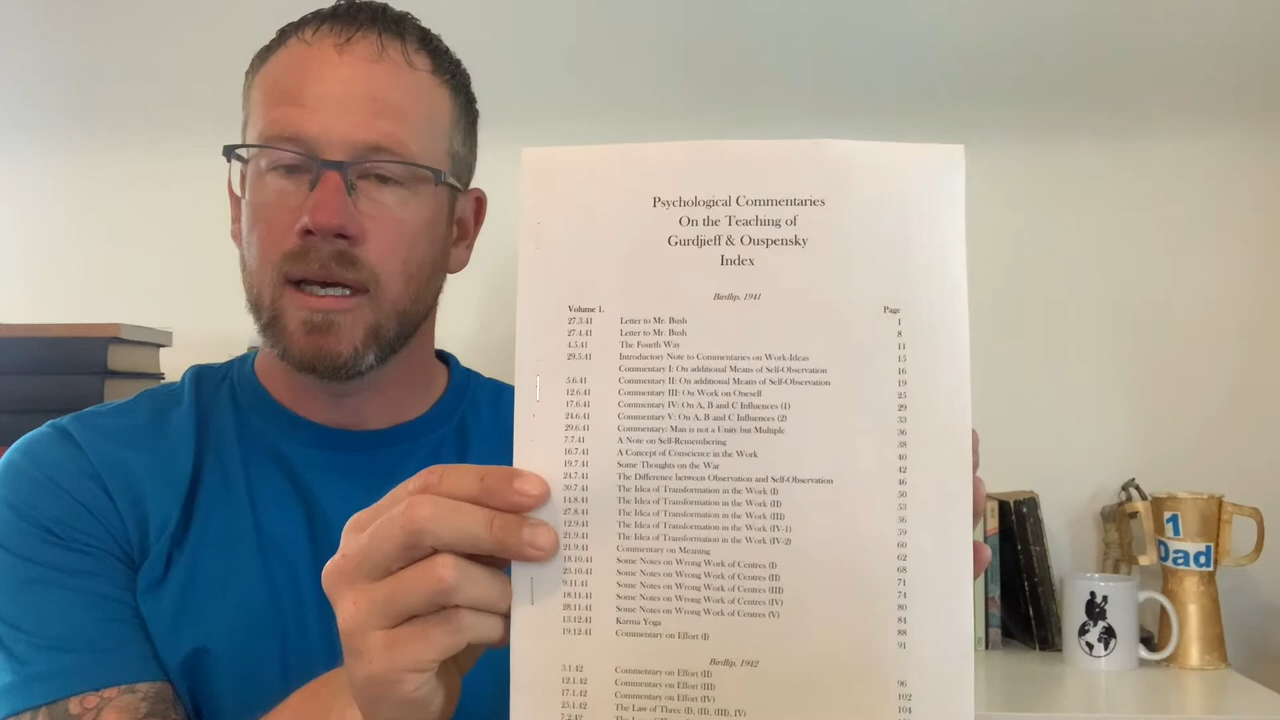 Psychological Commentaries
On the Teaching of
Gurdjieff & Ouspensky
Index
Birdlip, 1941
Volume 1. Page
27.3.41 Letter to Mr. Bush 1
27.4.41 Letter to Mr. Bush 8
4.5.41 The Fourth Way 11
29.5.41 Introductory Note to Commentaries on Work-Ideas 15
Commentary I: On additional Means of Self-Observation 16
5.6.41 Commentary II: On additional Means of Self-Observation 19
12.6.41 Commentary III: On Work on Oneself 25
17.6.41 Commentary IV: On A, B and C Influences (1) 29
24.6.41 Commentary V: On A, B and C Influences (2) 33
29.6.41 Commentary: Man is not a Unity but Multiple 36
7.7.41 A Note on Self-Remembering 38
16.7.41 A Concept of Conscience in the Work 40
19.7.41 Some Thoughts on the War 42
24.7.41 The Difference between Observation and Self-Observation 46
30.7.41 The Idea of Transformation in the Work (I) 50
14.8.41 The Idea of Transformation in the Work (II) 53
27.8.41 The Idea of Transformation in the Work (III) 56
12.9.41 The Idea of Transformation in the Work (IV-1) 59
21.9.41 The Idea of Transformation in the Work (IV-2) 60
21.9.41 Commentary on Meaning 62
18.10.41 Some Notes on Wrong Work of Centres (I) 68
23.10.41 Some Notes on Wrong Work of Centres (II) 71
9.11.41 Some Notes on Wrong Work of Centres (III) 74
18.11.41 Some Notes on Wrong Work of Centres (IV) 80
28.11.41 Some Notes on Wrong Work of Centres (V) 84
13.12.41 Karma Yoga 88
19.12.41 Commentary on Effort (I) 91
Birdlip, 1942
3.1.42 Commentary on Effort (II) 96
12.1.42 Commentary on Effort (III) 102
17.1.42 Commentary on Effort (IV) 104
25.1.42 The Law of Three (I, (II), (III), IV)
7.2.42
1
Dad